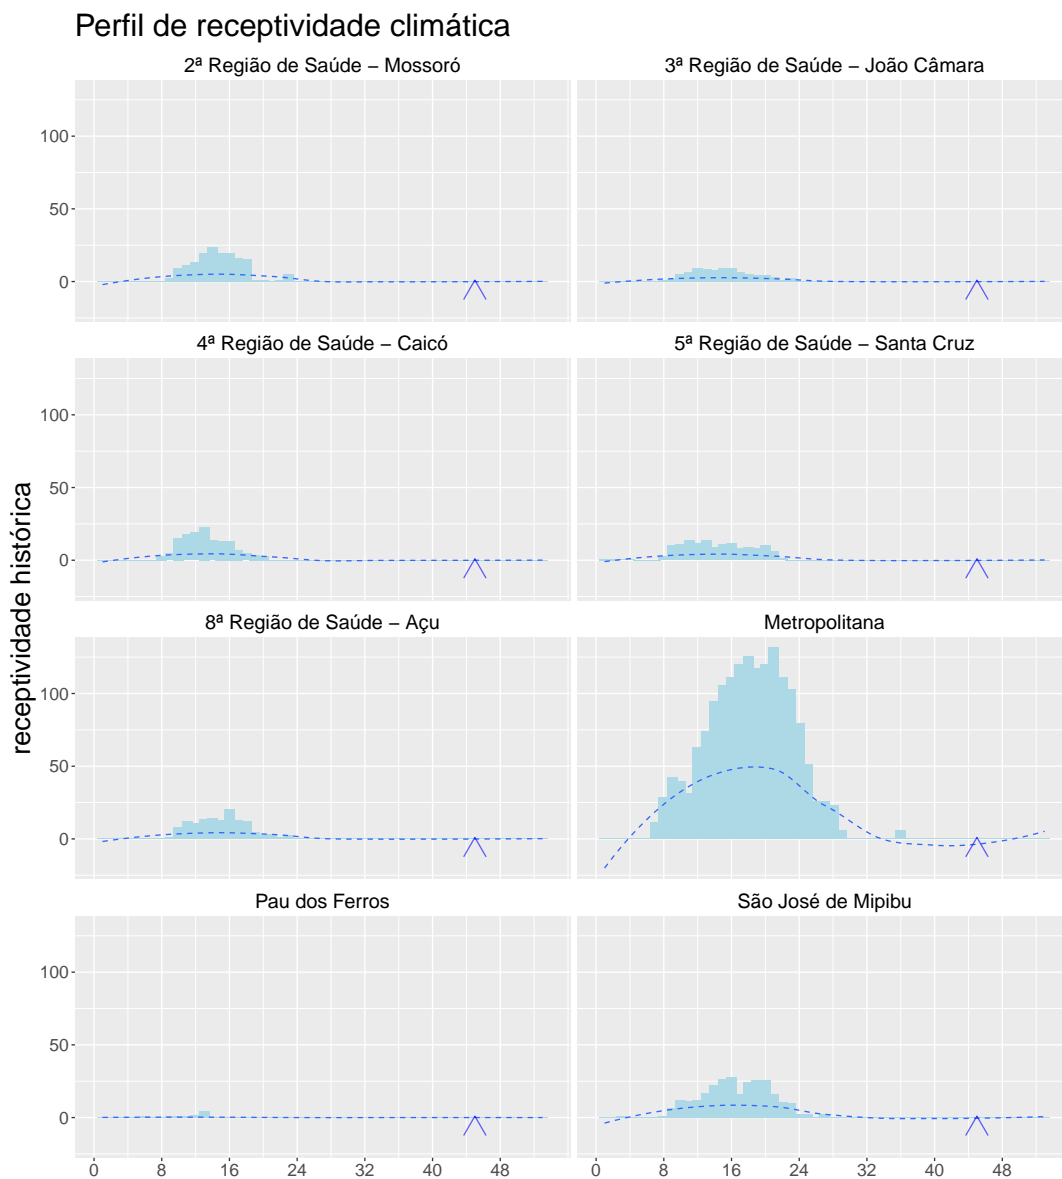 Perfil de receptividade climática
2ª Região de Saúde – Mossoró
3ª Região de Saúde – João Câmara
100
50
0
4ª Região de Saúde – Caicó
5ª Região de Saúde – Santa Cruz
100
50
0
receptividade histórica
8ª Região de Saúde – Açu
Metropolitana
100
50
0
Pau dos Ferros
São José de Mipibu
100
50
0
0 8 16 24 32 40 48
0 8 16 24 32 40 48